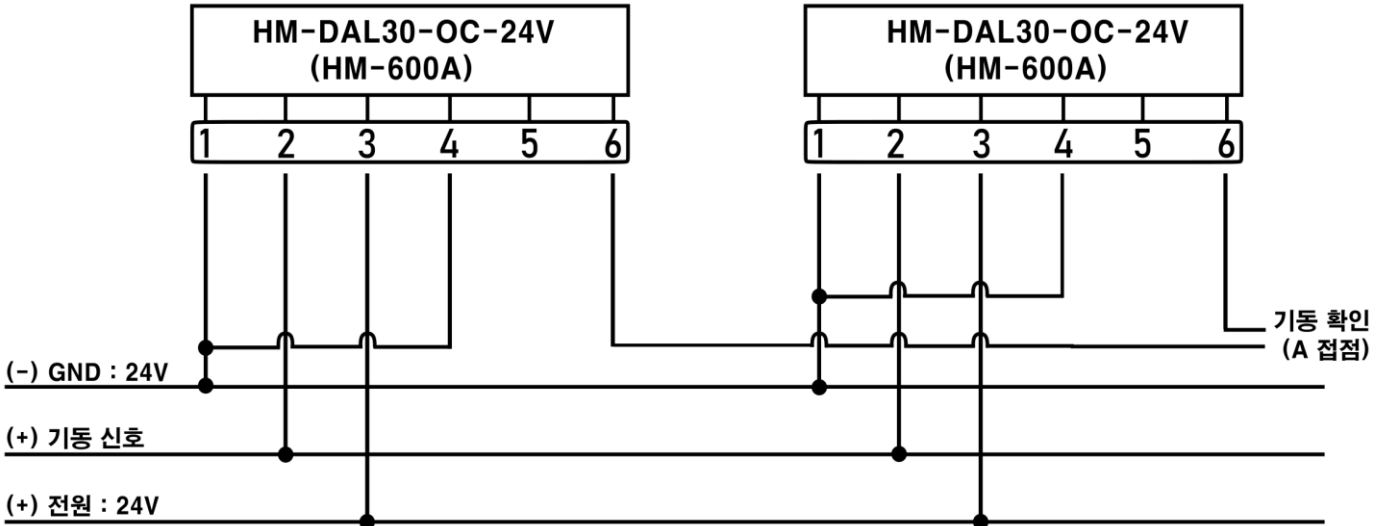 HM-DAL30-OC-24V
(HM-600A)
HM-DAL30-OC-24V
(HM-600A)
1 2 3 4 5 6
1 2 3 4 5 6
기동 확인
(A 접점)
(-) GND : 24V
(+) 기동 신호
(+) 전원 : 24V